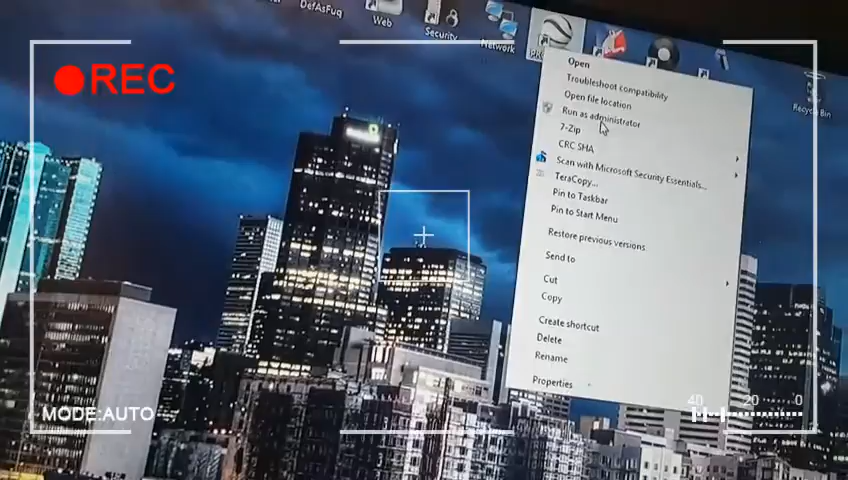 DefAsFuq
Web
Security
Network
Recycle Bin
REC
Open
Troubleshoot compatibility
Open file location
Run as administrator
7-Zip
CRC SHA
Scan with Microsoft Security Essentials...
TeraCopy...
Pin to Taskbar
Pin to Start Menu
Restore previous versions
Send to
Cut
Copy
Create shortcut
Delete
Rename
Properties
MODE:AUTO
40 20 0